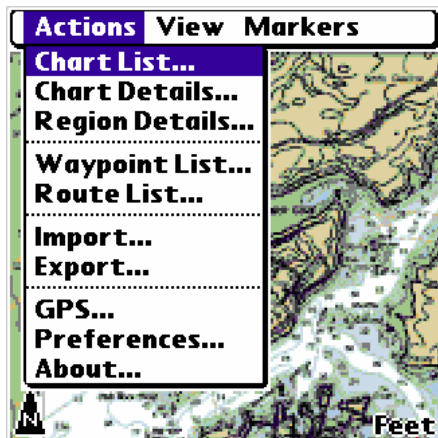 Actions View Markers
Chart List...
Chart Details...
Region Details...
Waypoint List...
Route List...
Import...
Export...
GPS...
Preferences...
About...
N
Feet